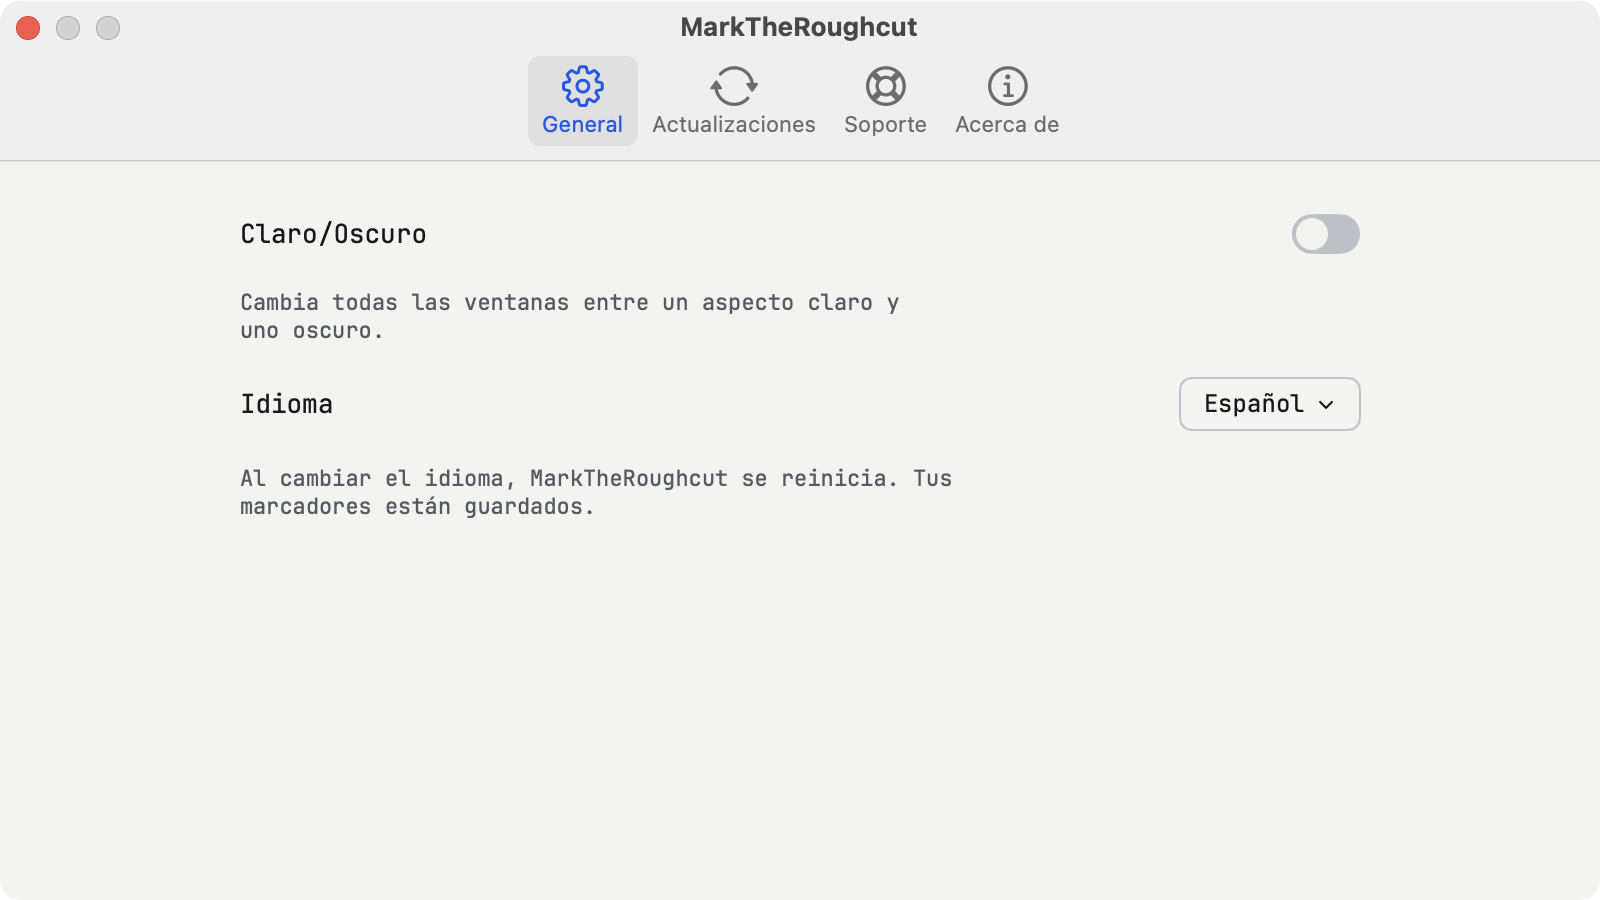 MarkTheRoughcut
General
Actualizaciones
Soporte
Acerca de
Claro/Oscuro
Cambia todas las ventanas entre un aspecto claro y
uno oscuro.
Idioma
Español
Al cambiar el idioma, MarkTheRoughcut se reinicia. Tus
marcadores están guardados.